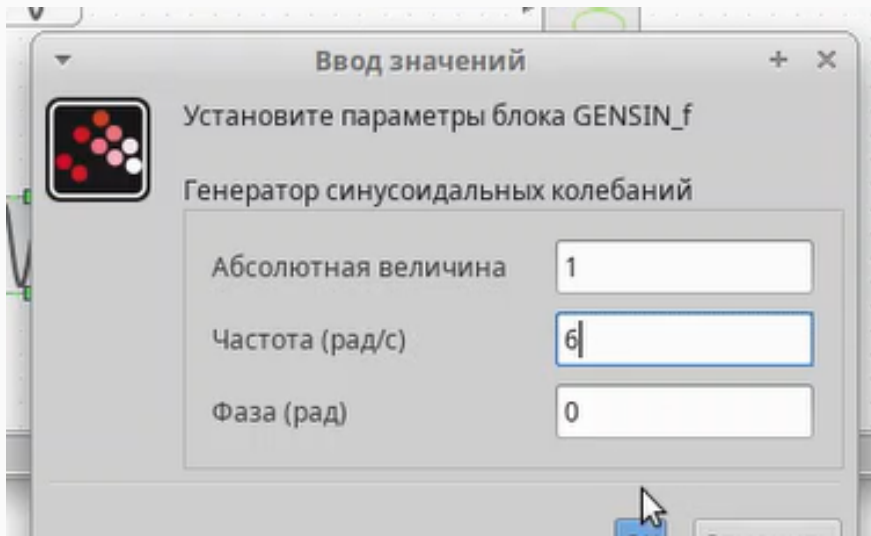 Ввод значений
Установите параметры блока GENSIN_f
Генератор синусоидальных колебаний
Абсолютная величина 1
Частота (рад/с) 6
Фаза (рад) 0